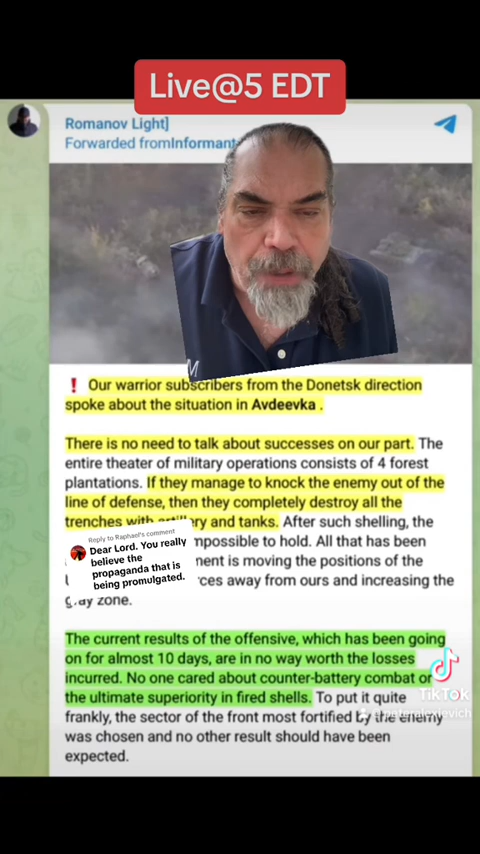 Live@5 EDT
Romanov Light]
Forwarded fromInformant
M
❗ Our warrior subscribers from the Donetsk direction
spoke about the situation in Avdeevka .
There is no need to talk about successes on our part. The
entire theater of military operations consists of 4 forest
plantations. If they manage to knock the enemy out of the
line of defense, then they completely destroy all the
trenches with artillery and tanks. After such shelling, the
mpossible to hold. All that has been
nent is moving the positions of the
rces away from ours and increasing the
gray zone.
Reply to Raphael's comment
Dear Lord. You really
believe the
propaganda that is
being promulgated.
The current results of the offensive, which has been going
on for almost 10 days, are in no way worth the losses
incurred. No one cared about counter-battery combat or
the ultimate superiority in fired shells. To put it quite
frankly, the sector of the front most fortified by the enemy
was chosen and no other result should have been
expected.
TikTok